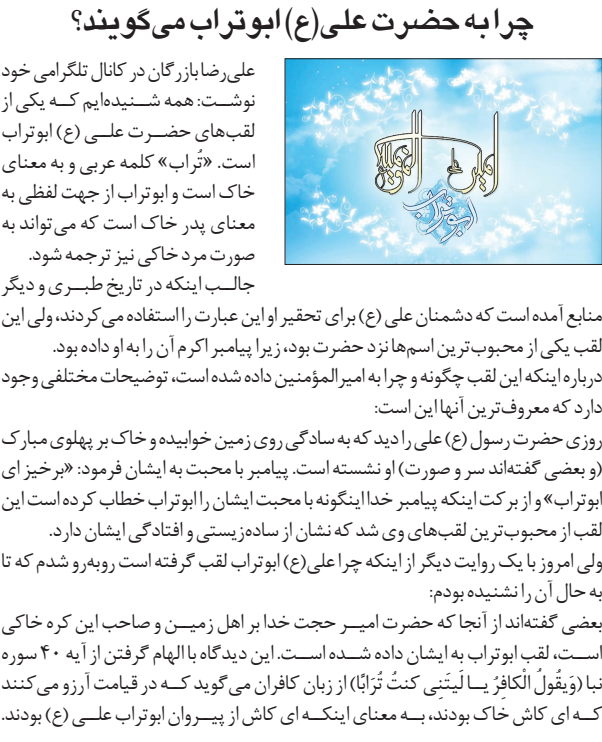 چرا به حضرت علی(ع) ابوتراب می‌گویند؟
علی‌رضا بازرگان در کانال تلگرامی خود
نوشت: همه شنیده‌ایم که یکی از
لقب‌های حضرت علی (ع) ابوتراب
است. «تُراب» کلمه عربی و به معنای
خاک است و ابوتراب از جهت لفظی به
معنای پدر خاک است که می‌تواند به
صورت مرد خاکی نیز ترجمه شود.
جالب اینکه در تاریخ طبری و دیگر
امیرالمومنین علی
ابوتراب
منابع آمده است که دشمنان علی (ع) برای تحقیر او این عبارت را استفاده می‌کردند، ولی این
لقب یکی از محبوب‌ترین اسم‌ها نزد حضرت بود، زیرا پیامبر اکرم آن را به او داده بود.
درباره اینکه این لقب چگونه و چرا به امیرالمؤمنین داده شده است، توضیحات مختلفی وجود
دارد که معروف‌ترین آنها این است:
روزی حضرت رسول (ع) علی را دید که به سادگی روی زمین خوابیده و خاک بر پهلوی مبارک
(و بعضی گفته‌اند سر و صورت) او نشسته است. پیامبر با محبت به ایشان فرمود: «برخیز ای
ابوتراب» و از برکت اینکه پیامبر خدا اینگونه با محبت ایشان را ابوتراب خطاب کرده است این
لقب از محبوب‌ترین لقب‌های وی شد که نشان از ساده‌زیستی و افتادگی ایشان دارد.
ولی امروز با یک روایت دیگر از اینکه چرا علی(ع) ابوتراب لقب گرفته است روبه‌رو شدم که تا
به حال آن را نشنیده بودم:
بعضی گفته‌اند از آنجا که حضرت امیر حجت خدا بر اهل زمین و صاحب این کره خاکی
است، لقب ابوتراب به ایشان داده شده است. این دیدگاه با الهام گرفتن از آیه ۴۰ سوره
نبا (وَیقُولُ الْكافِرُ یا لَیتَنِی كنتُ تُرَابًا) از زبان کافران می‌گوید که در قیامت آرزو می‌کنند
که ای کاش خاک بودند، به معنای اینکه ای کاش از پیروان ابوتراب علی (ع) بودند.